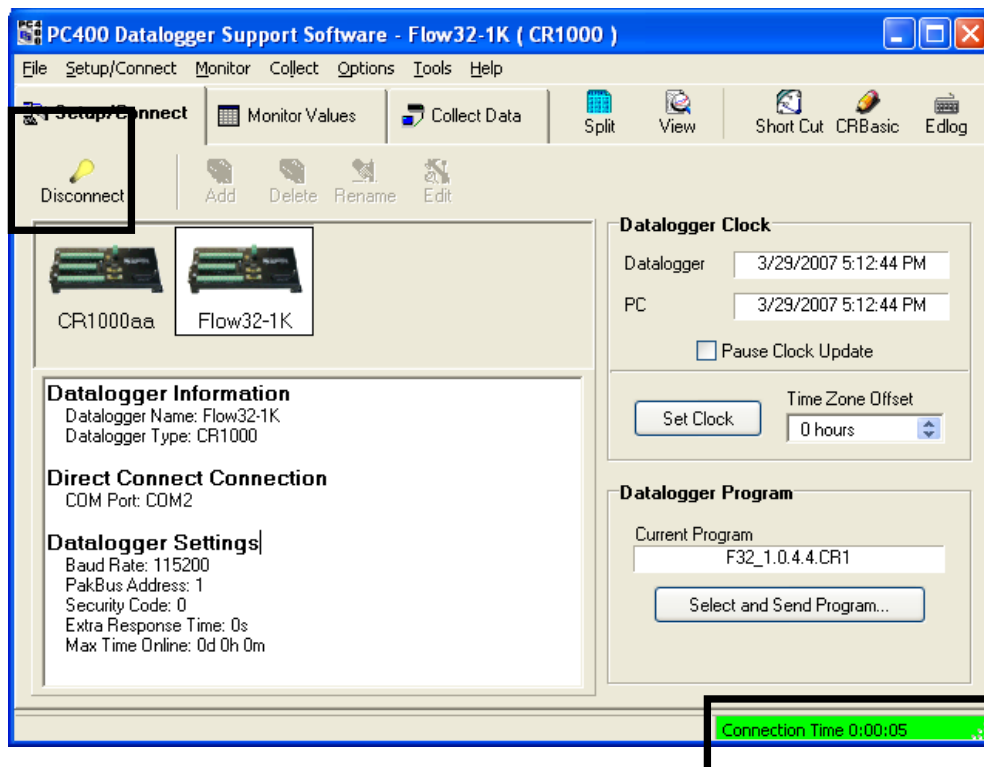 PC400 Datalogger Support Software - Flow32-1K ( CR1000 )
File Setup/Connect Monitor Collect Options Tools Help
Setup/Connect Monitor Values Collect Data Split View Short Cut CRBasic Edlog
Disconnect Add Delete Rename Edit
CR1000aa Flow32-1K
Datalogger Information
Datalogger Name: Flow32-1K
Datalogger Type: CR1000
Direct Connect Connection
COM Port: COM2
Datalogger Settings
Baud Rate: 115200
PakBus Address: 1
Security Code: 0
Extra Response Time: 0s
Max Time Online: 0d 0h 0m
Datalogger Clock
Datalogger 3/29/2007 5:12:44 PM
PC 3/29/2007 5:12:44 PM
Pause Clock Update
Time Zone Offset
Set Clock 0 hours
Datalogger Program
Current Program
F32_1.0.4.4.CR1
Select and Send Program...
Connection Time 0:00:05